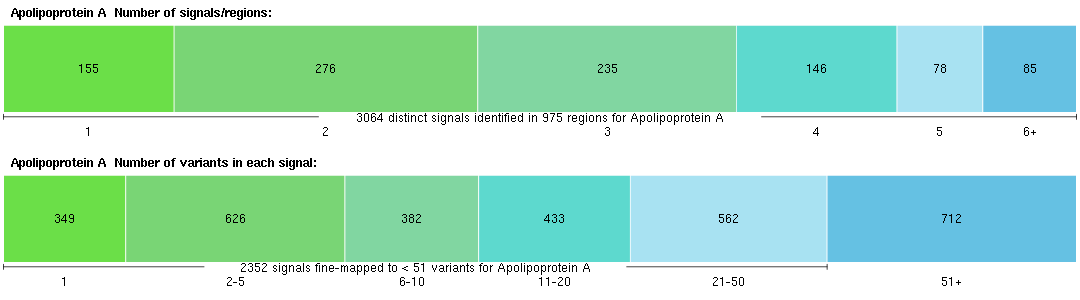 Apolipoprotein A Number of signals/regions:
155 276 235 146 78 85
3064 distinct signals identified in 975 regions for Apolipoprotein A
1 2 3 4 5 6+
Apolipoprotein A Number of variants in each signal:
349 626 382 433 562 712
2352 signals fine-mapped to < 51 variants for Apolipoprotein A
1 2-5 6-10 11-20 21-50 51+